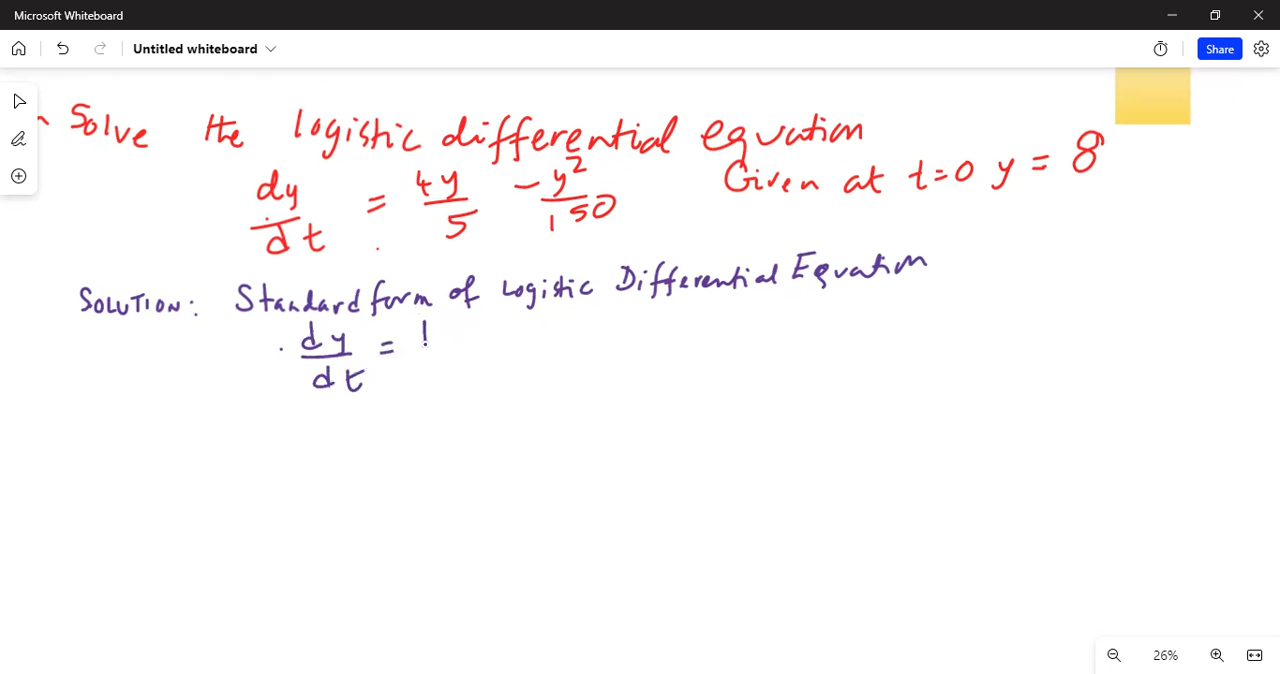 Microsoft Whiteboard
Untitled whiteboard
Share
Solve the logistic differential equation
dy/dt = 4y/5 - y²/150 Given at t=0 y = 8
SOLUTION: Standard form of Logistic Differential Equation
dy/dt =
26%